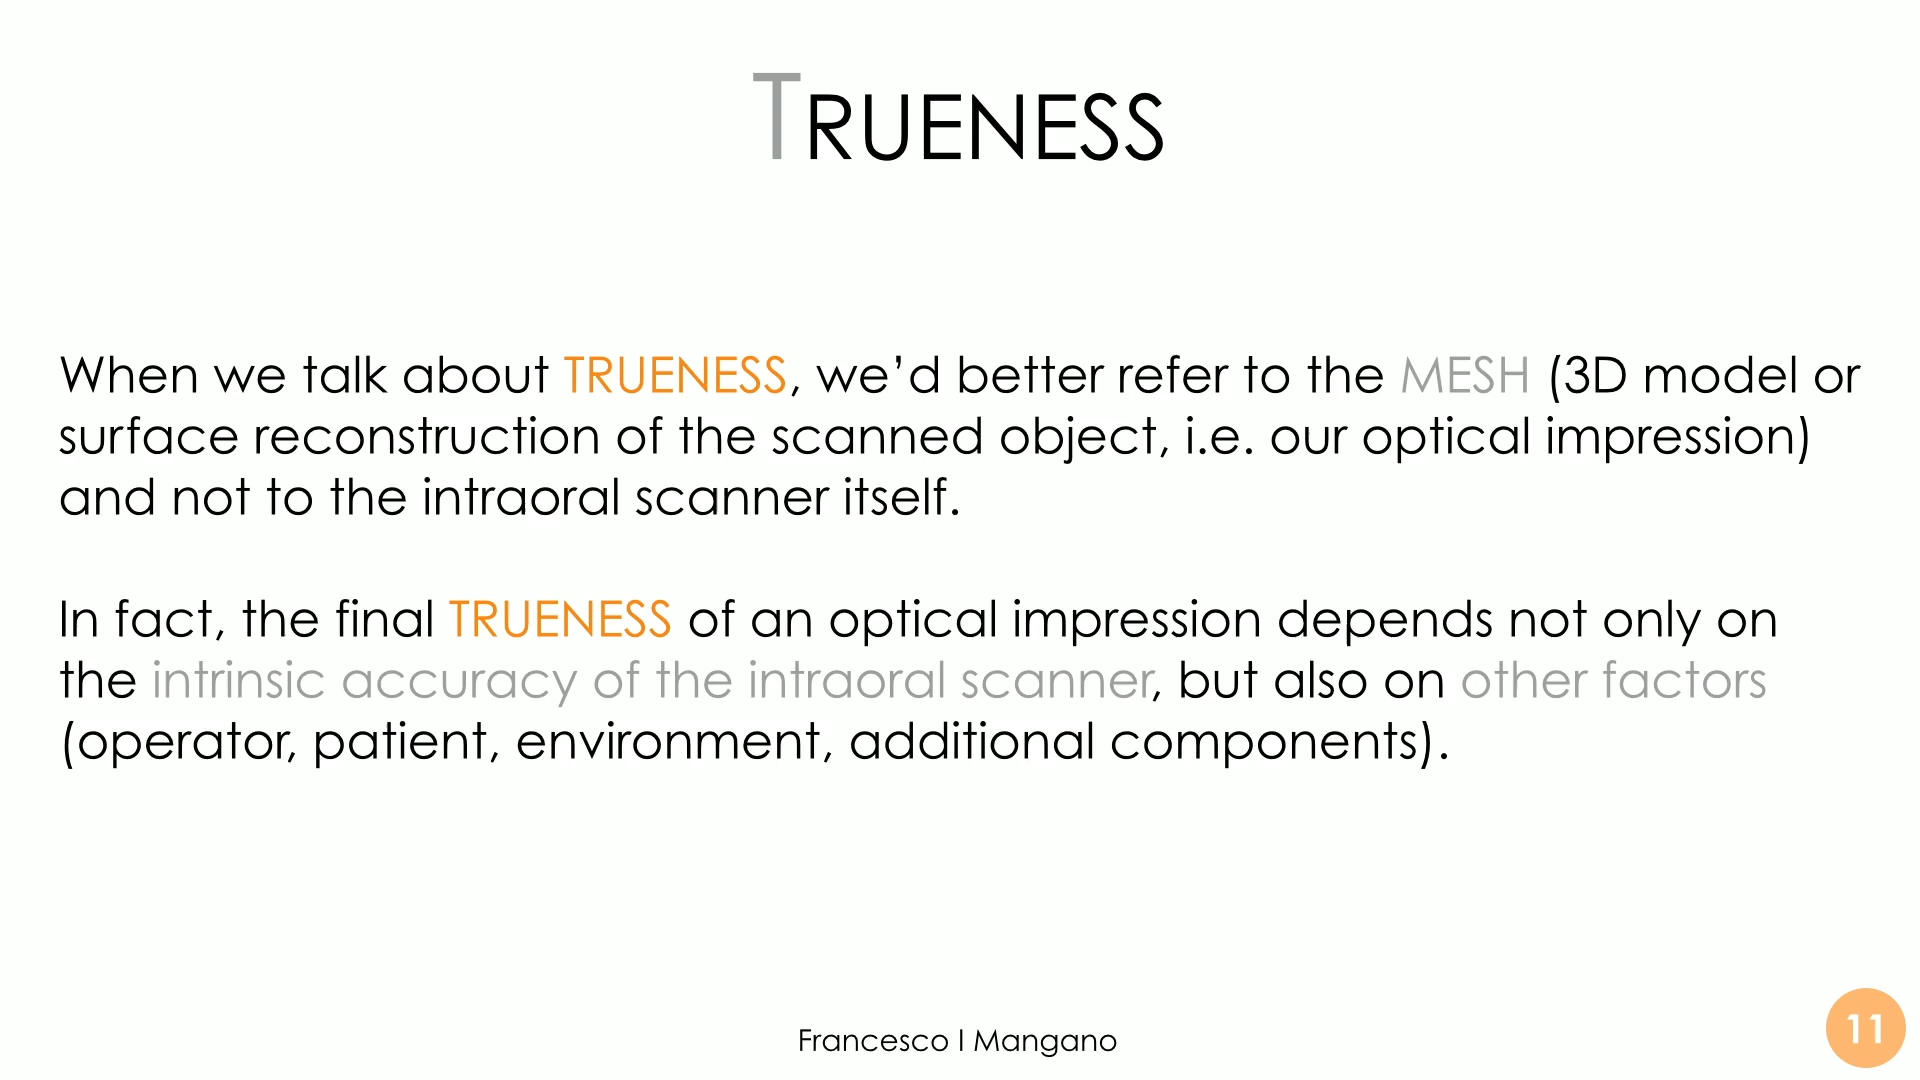 TRUENESS
When we talk about TRUENESS, we’d better refer to the MESH (3D model or
surface reconstruction of the scanned object, i.e. our optical impression)
and not to the intraoral scanner itself.
In fact, the final TRUENESS of an optical impression depends not only on
the intrinsic accuracy of the intraoral scanner, but also on other factors
(operator, patient, environment, additional components).
Francesco I Mangano
11